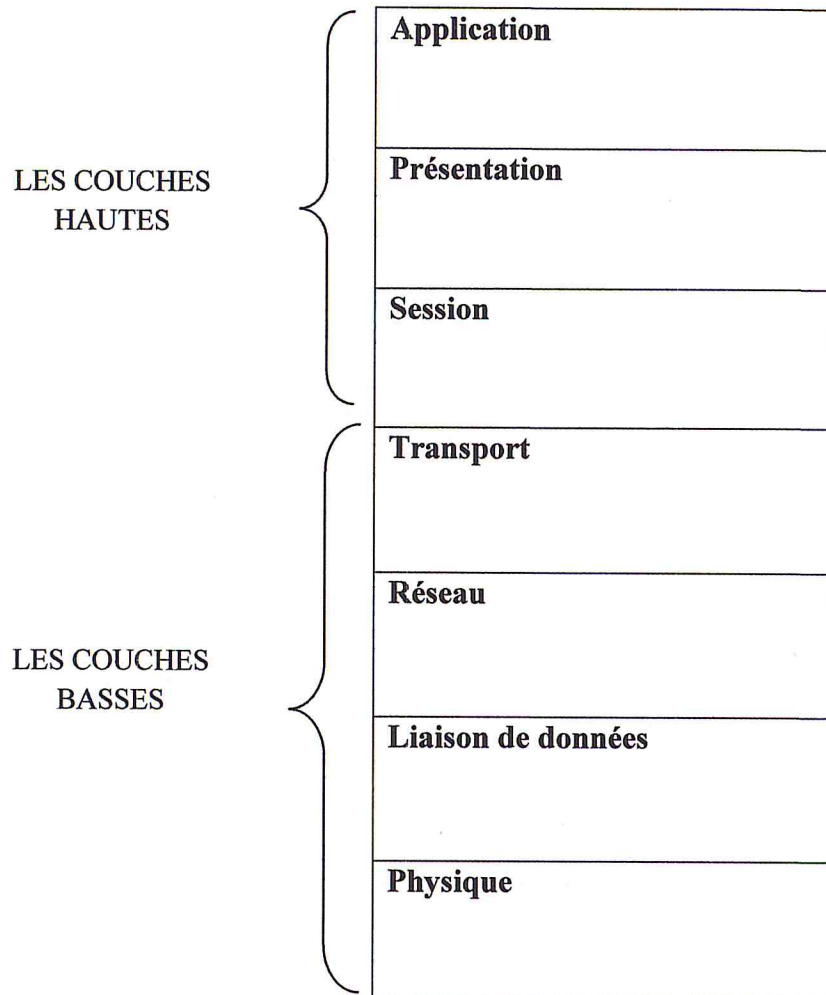 Application
Présentation
LES COUCHES
HAUTES
Session
Transport
Réseau
LES COUCHES
BASSES
Liaison de données
Physique